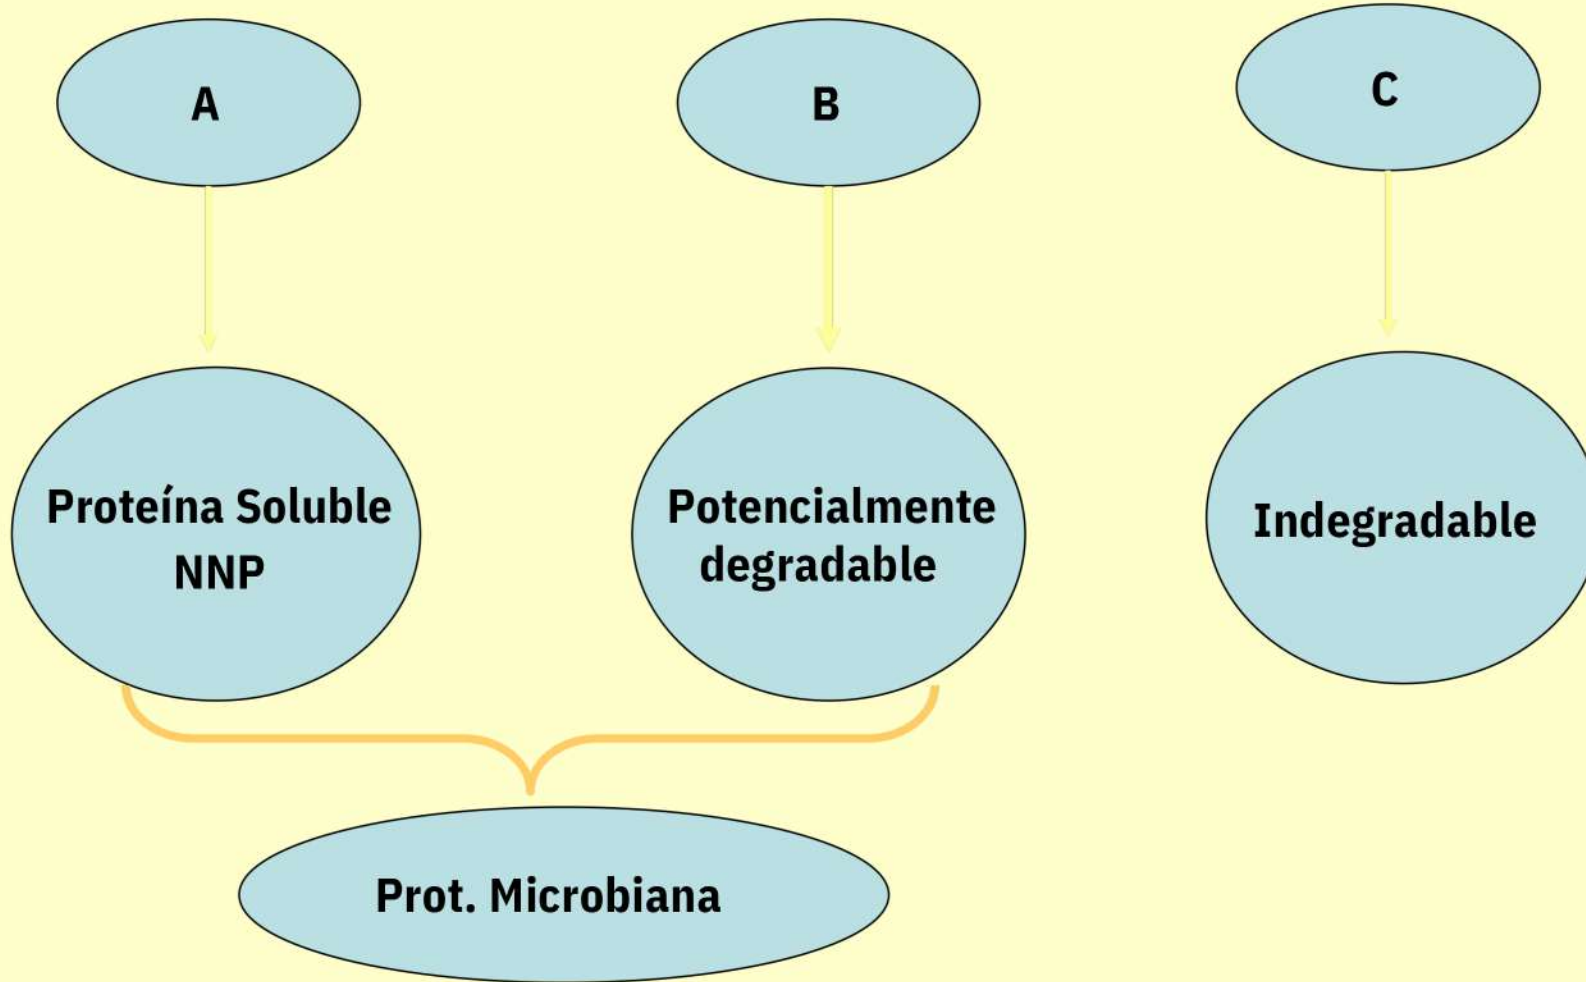 A
B
C
Proteína Soluble
NNP
Potencialmente
degradable
Indegradable
Prot. Microbiana